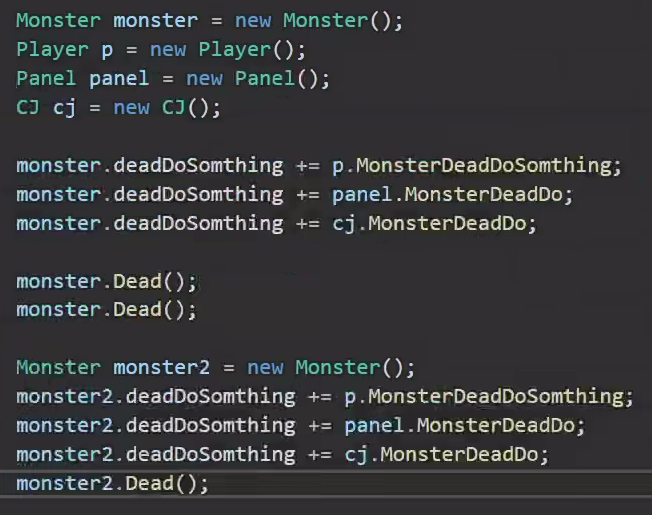 Monster monster = new Monster();
Player p = new Player();
Panel panel = new Panel();
CJ cj = new CJ();
monster.deadDoSomthing += p.MonsterDeadDoSomthing;
monster.deadDoSomthing += panel.MonsterDeadDo;
monster.deadDoSomthing += cj.MonsterDeadDo;
monster.Dead();
monster.Dead();
Monster monster2 = new Monster();
monster2.deadDoSomthing += p.MonsterDeadDoSomthing;
monster2.deadDoSomthing += panel.MonsterDeadDo;
monster2.deadDoSomthing += cj.MonsterDeadDo;
monster2.Dead();